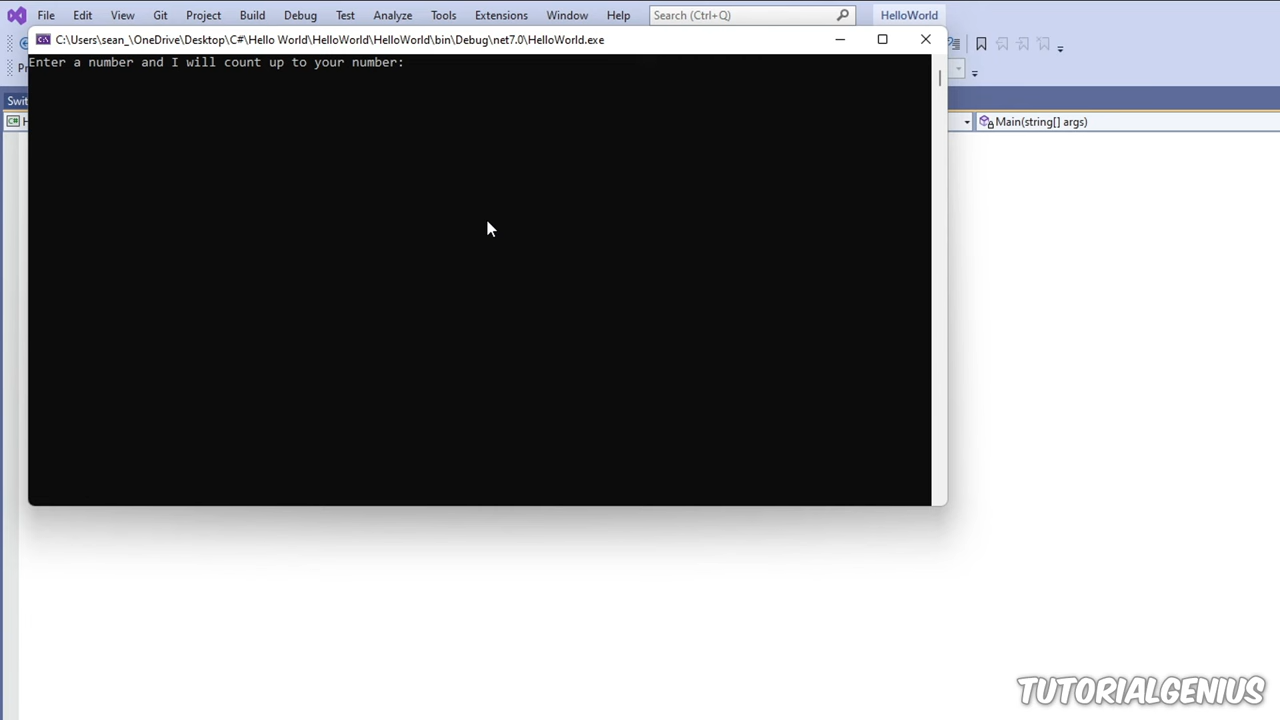 File Edit View Git Project Build Debug Test Analyze Tools Extensions Window Help Search (Ctrl+Q) HelloWorld
C:\Users\sean_\OneDrive\Desktop\C#\Hello World\HelloWorld\HelloWorld\bin\Debug\net7.0\HelloWorld.exe
Enter a number and I will count up to your number:
Main(string[] args)
TUTORIALGENIUS